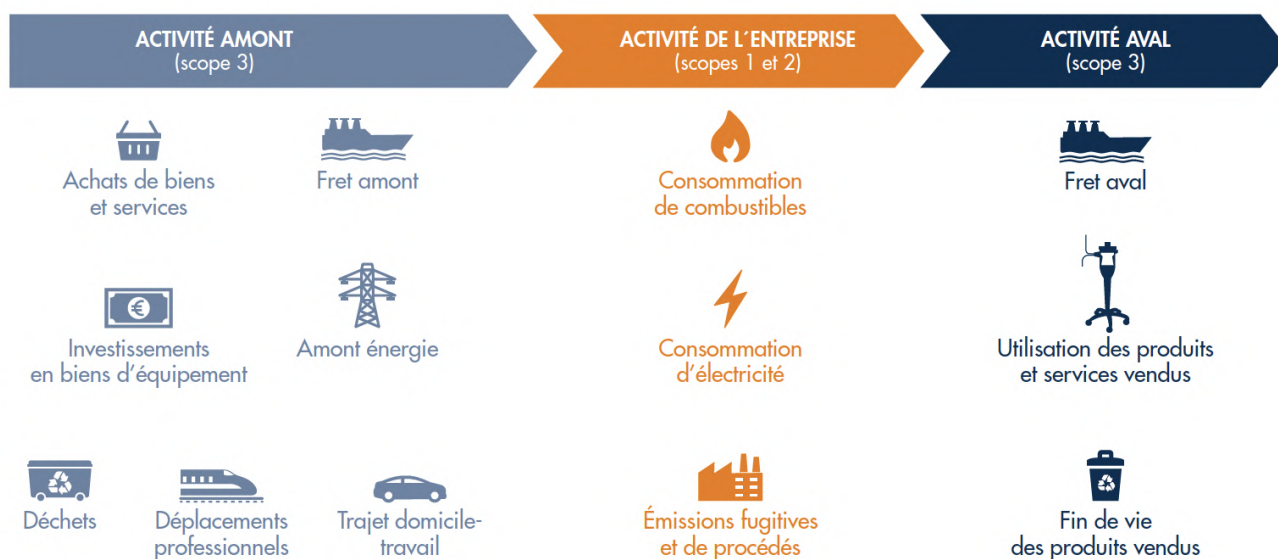 ACTIVITÉ AMONT
(scope 3)
ACTIVITÉ DE L´ENTREPRISE
(scopes 1 et 2)
ACTIVITÉ AVAL
(scope 3)
Achats de biens
et services
Fret amont
Consommation
de combustibles
Fret aval
€
Investissements
en biens d’équipement
Amont énergie
Consommation
d’électricité
Utilisation des produits
et services vendus
Déchets
Déplacements
professionnels
Trajet domicile-
travail
Émissions fugitives
et de procédés
Fin de vie
des produits vendus